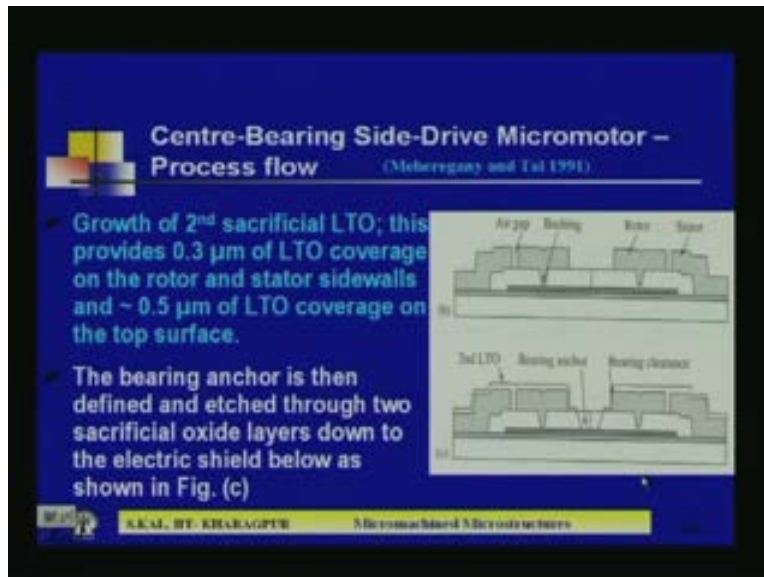 Centre-Bearing Side-Drive Micromotor –
Process flow (Mehregany and Tai 1991)
Growth of 2nd sacrificial LTO; this
provides 0.3 µm of LTO coverage
on the rotor and stator sidewalls
and ~ 0.5 µm of LTO coverage on
the top surface.
The bearing anchor is then
defined and etched through two
sacrificial oxide layers down to
the electric shield below as
shown in Fig. (c)
Air gap Bushing Rotor Stator
(b)
2nd LTO Bearing anchor Bearing clearance
(c)
S.KAL, IIT- KHARAGPUR Micromachined Microstructures